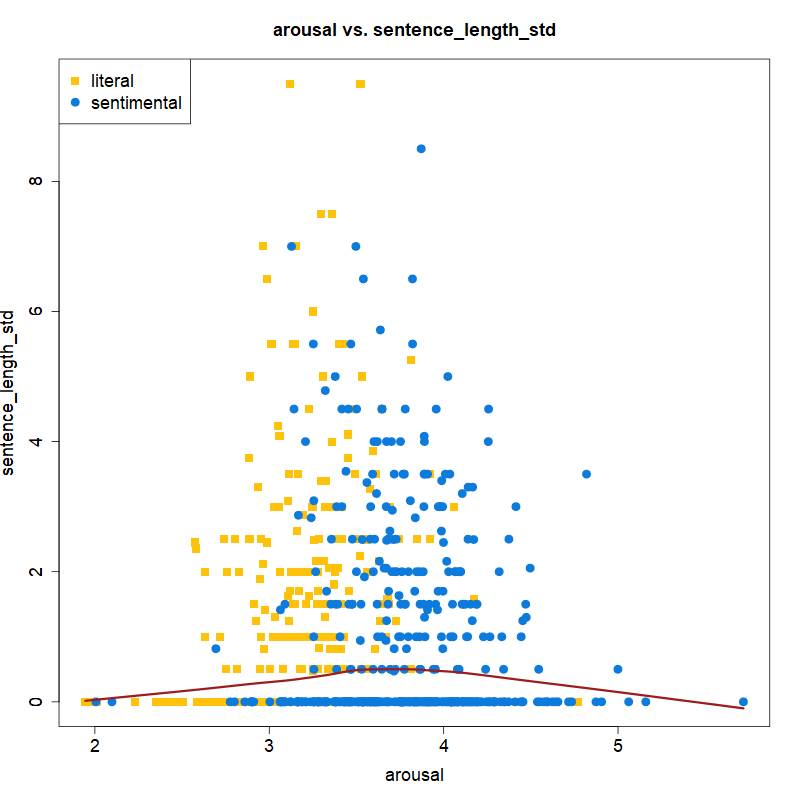 arousal vs. sentence_length_std
literal
sentimental
8
6
4
2
0
sentence_length_std
2 3 4 5
arousal